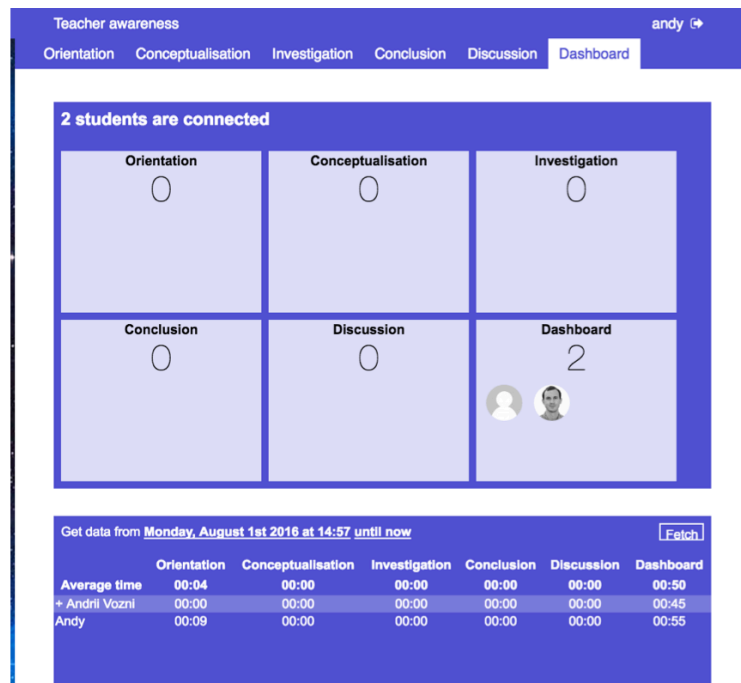 Teacher awareness andy
Orientation Conceptualisation Investigation Conclusion Discussion Dashboard
2 students are connected
Orientation Conceptualisation Investigation
0 0 0
Conclusion Discussion Dashboard
0 0 2
Get data from Monday, August 1st 2016 at 14:57 until now Fetch
Orientation Conceptualisation Investigation Conclusion Discussion Dashboard
Average time 00:04 00:00 00:00 00:00 00:00 00:50
+ Andrii Vozni 00:00 00:00 00:00 00:00 00:00 00:45
Andy 00:09 00:00 00:00 00:00 00:00 00:55